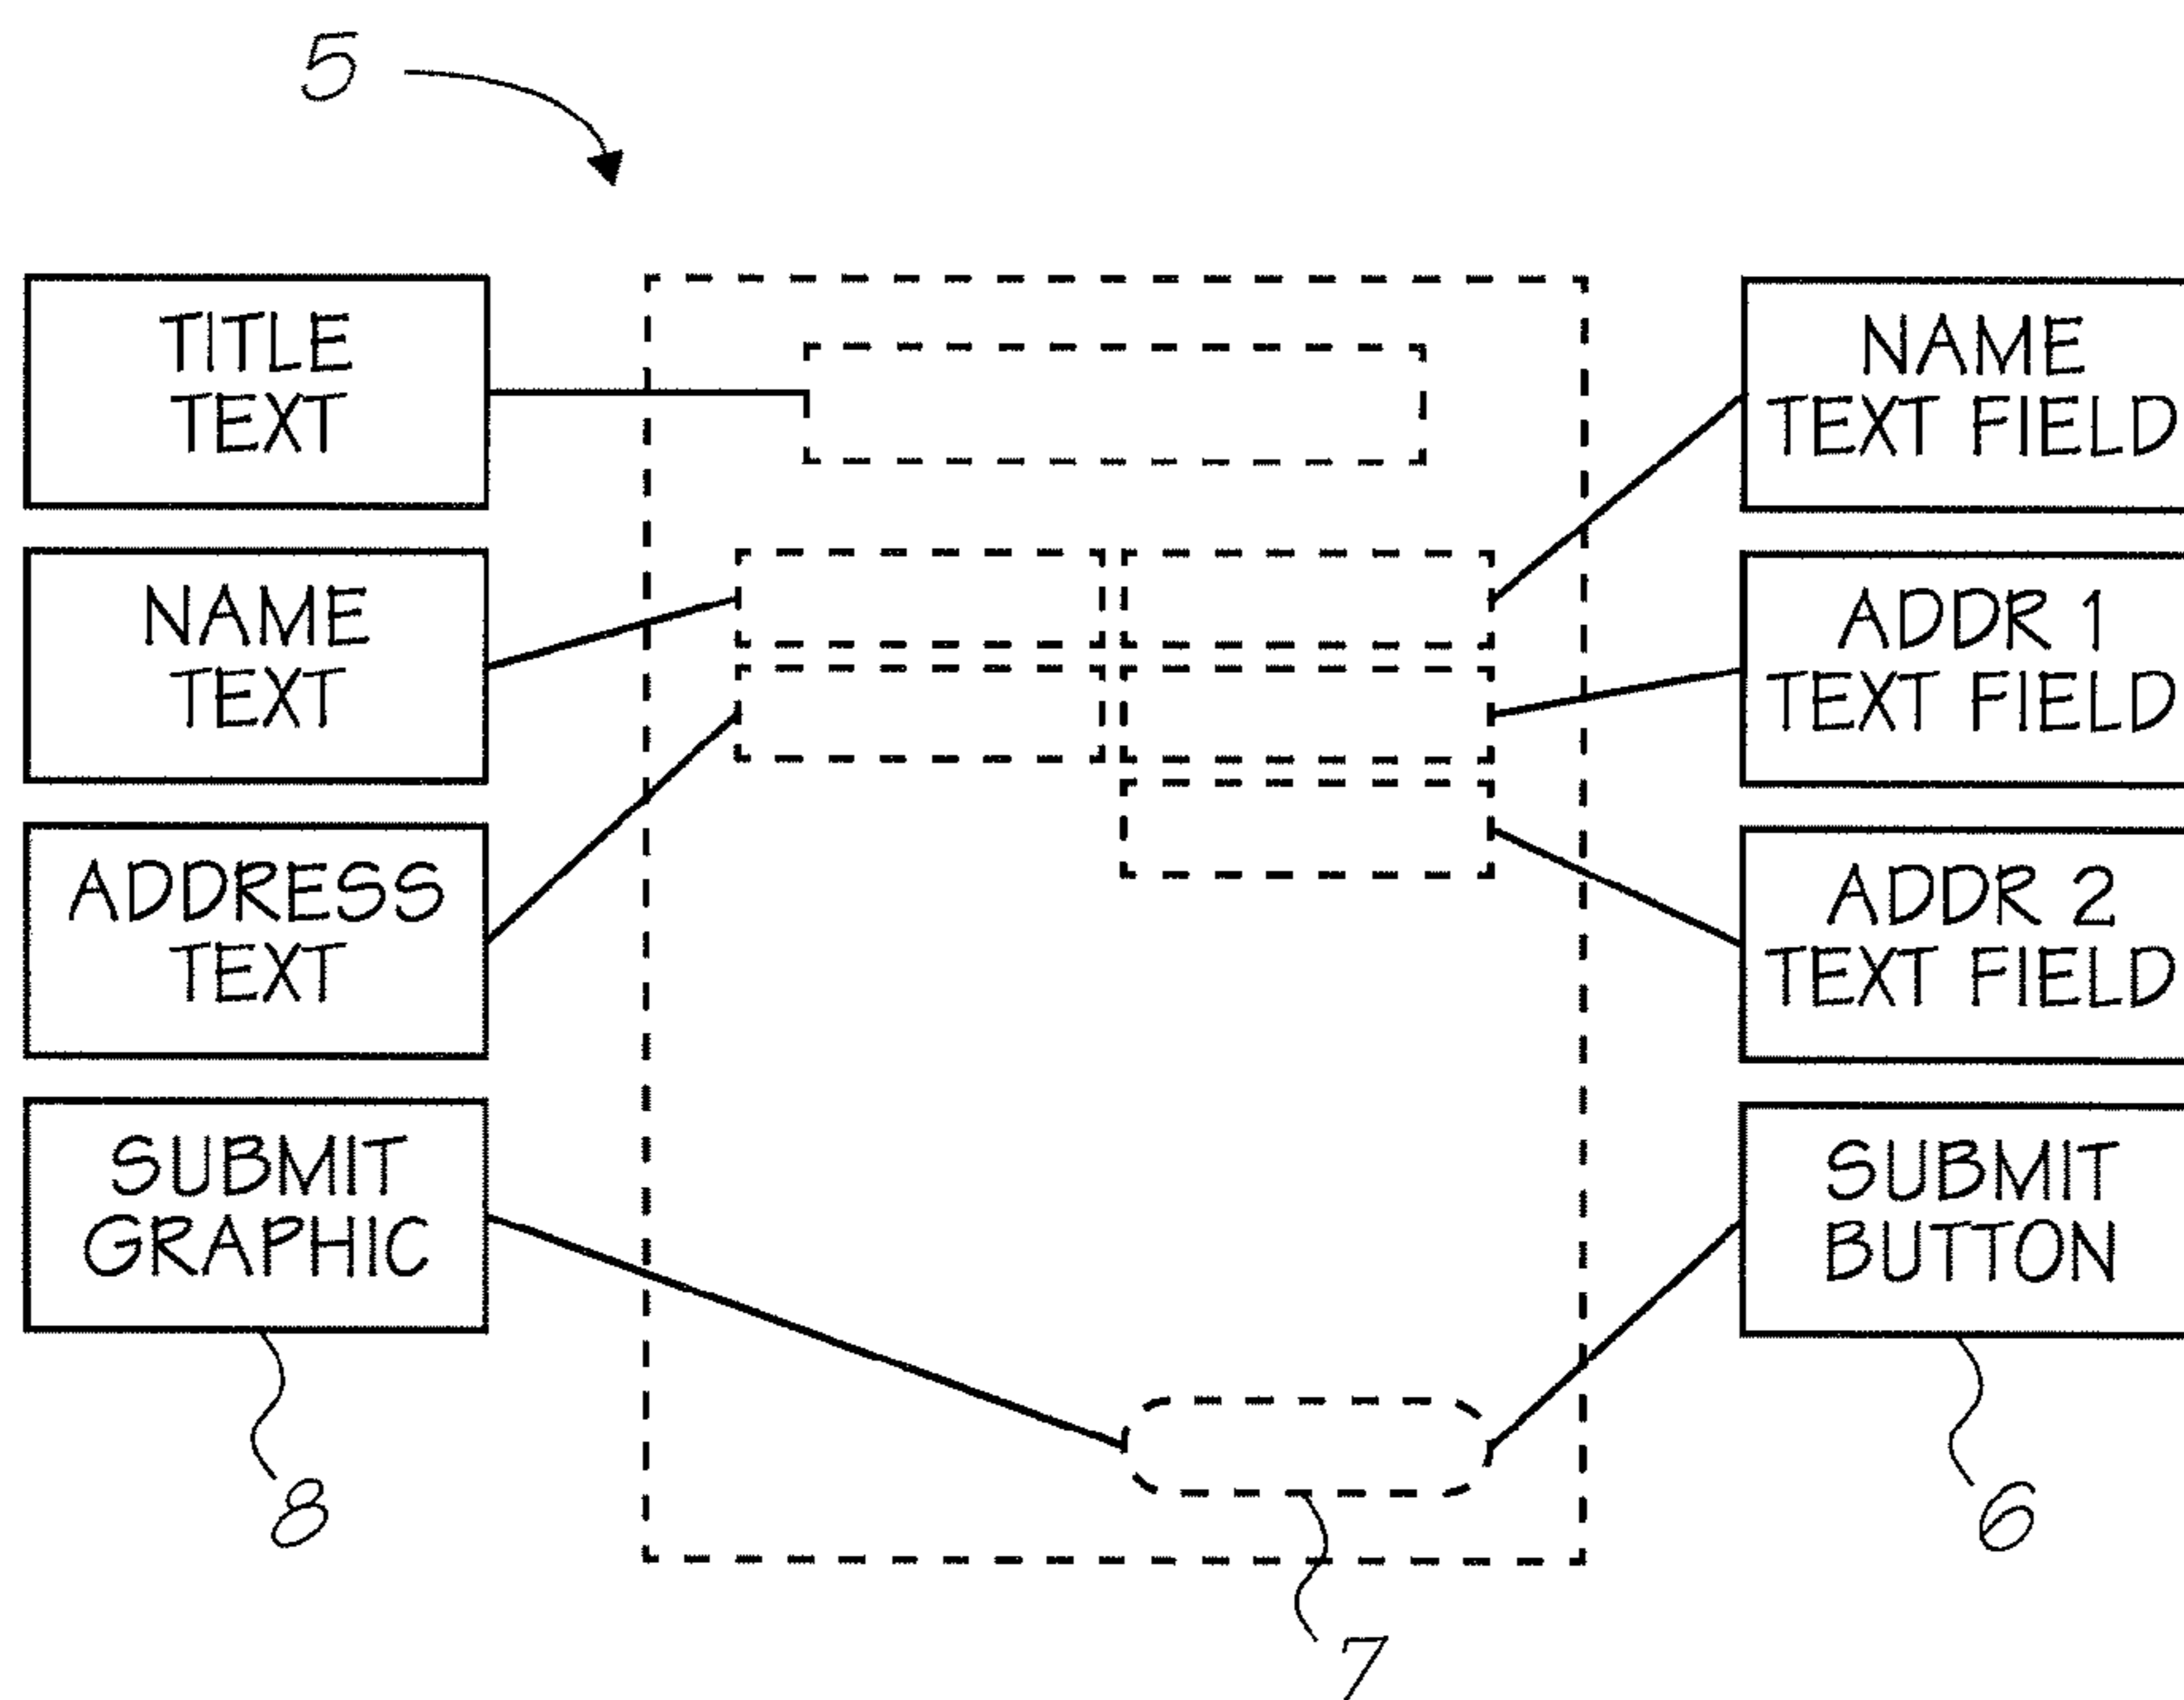 5
TITLE
TEXT
NAME
TEXT
ADDRESS
TEXT
SUBMIT
GRAPHIC
8
NAME
TEXT FIELD
ADDR 1
TEXT FIELD
ADDR 2
TEXT FIELD
SUBMIT
BUTTON
6
7